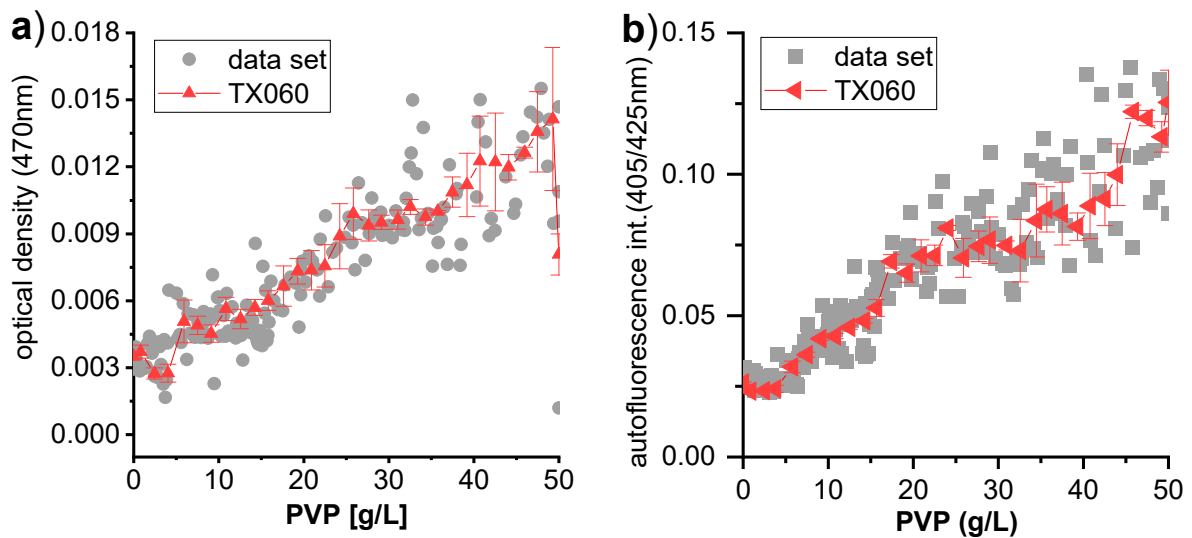 a)
optical density (470nm)
0.018
0.015
0.012
0.009
0.006
0.003
0.000
data set
TX060
0
10
20
30
40
50
PVP [g/L]
b)
autofluorescence int.(405/425nm)
0.15
0.10
0.05
0.00
data set
TX060
0
10
20
30
40
50
PVP (g/L)